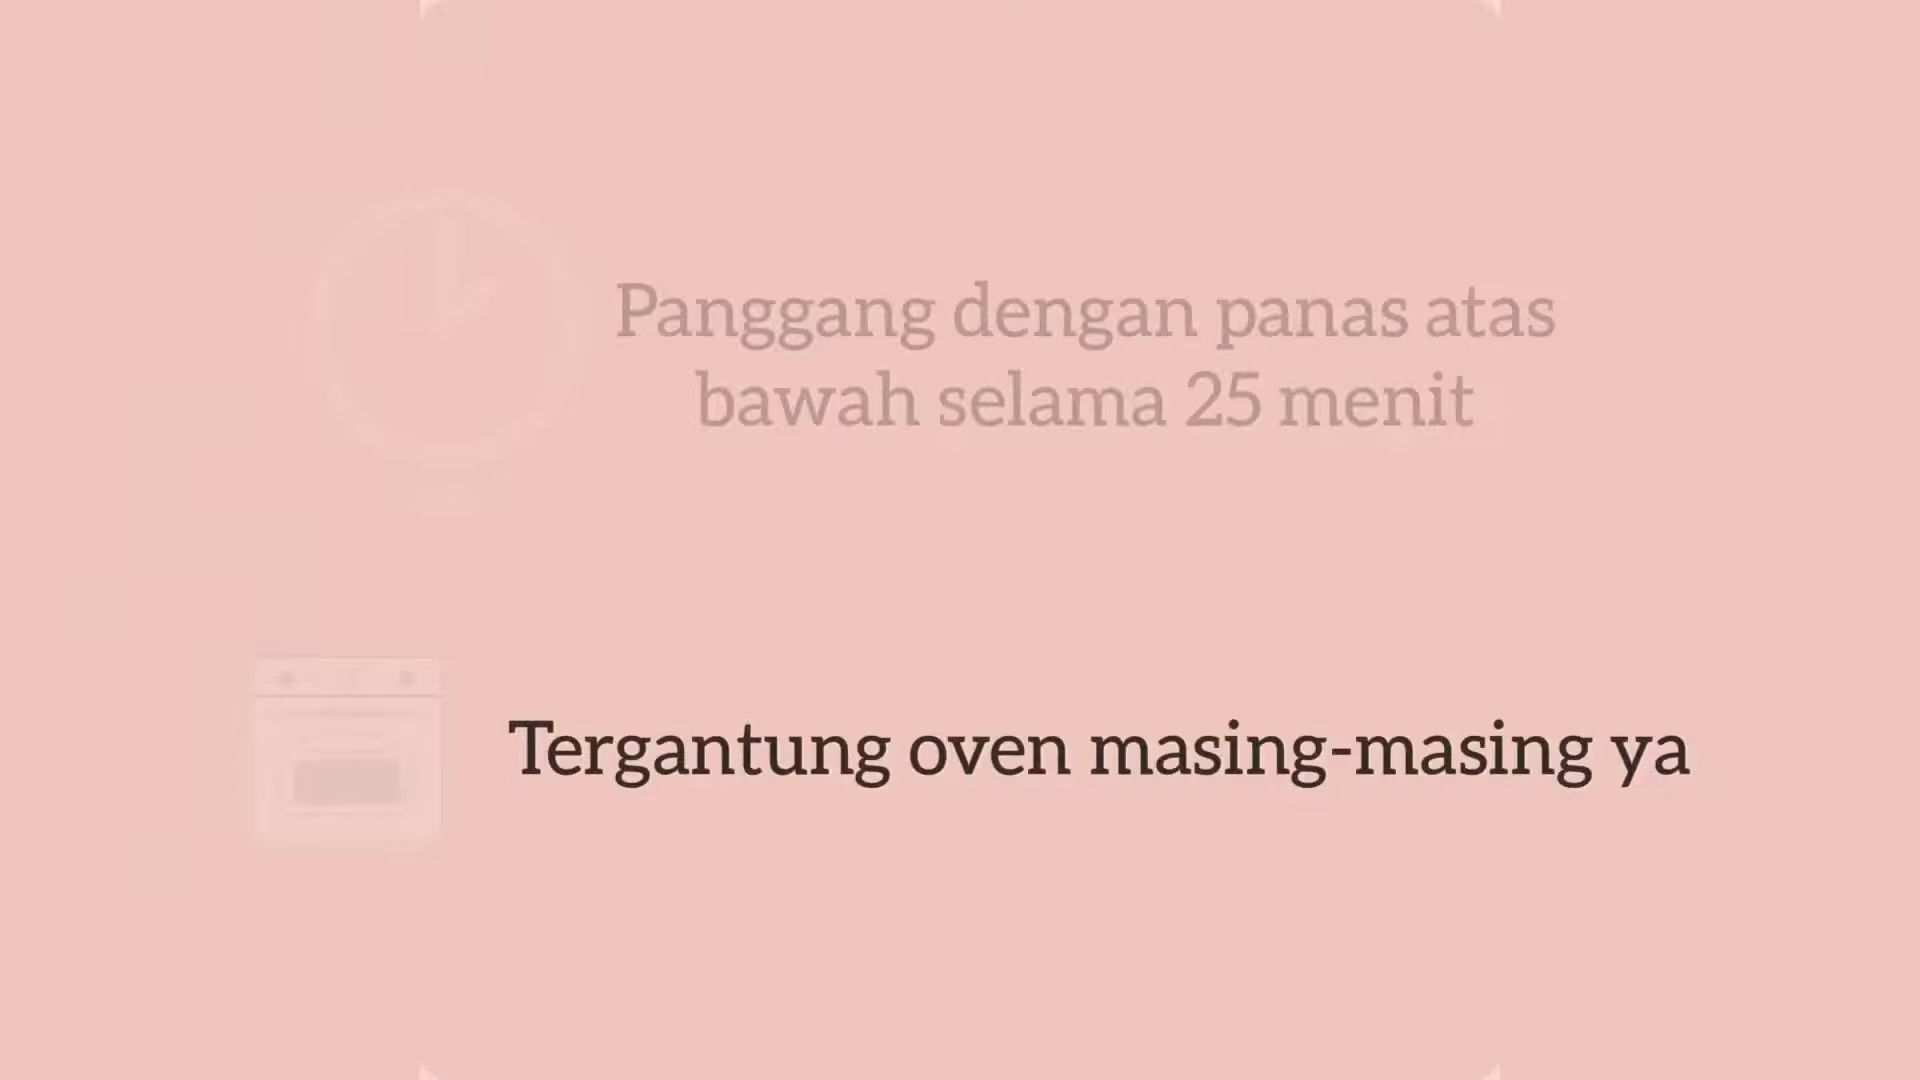 Panggang dengan panas atas
bawah selama 25 menit
Tergantung oven masing-masing ya